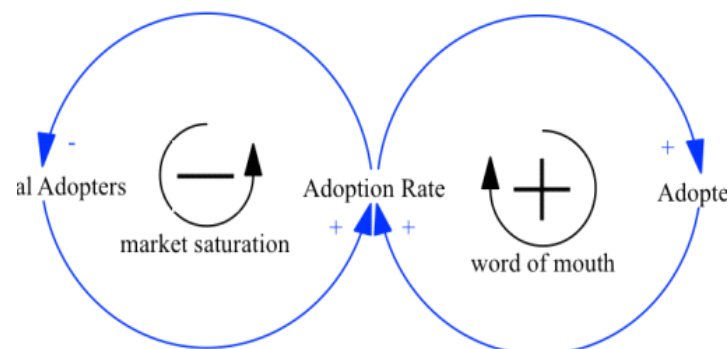 -
+
al Adopters
Adoption Rate
Adopte
+
+
market saturation
word of mouth